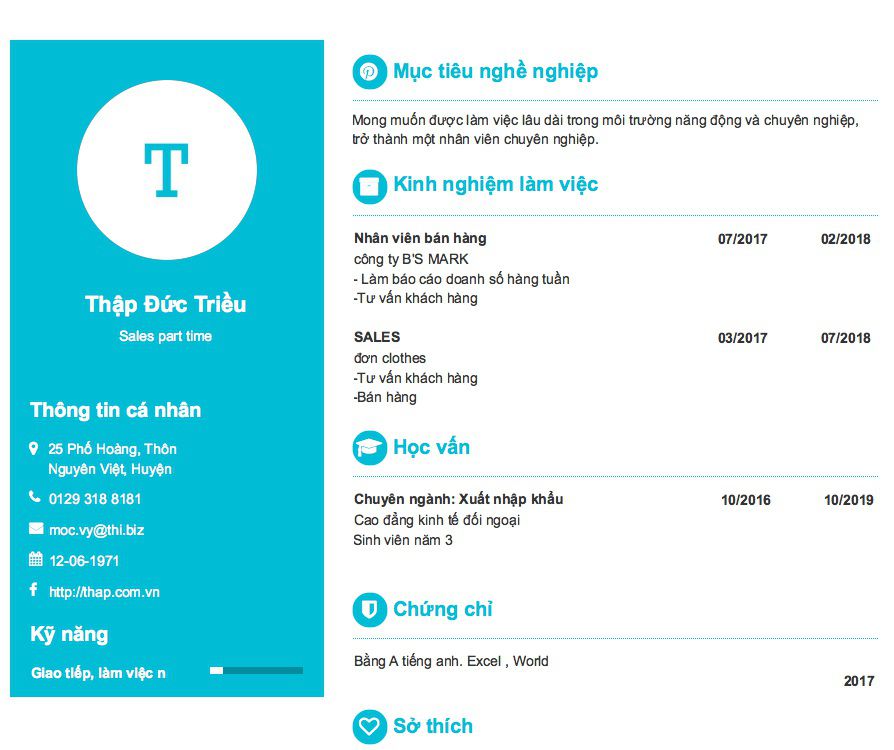 T
Thập Đức Triều
Sales part time
Thông tin cá nhân
25 Phố Hoàng, Thôn
Nguyên Việt, Huyện
0129 318 8181
moc.vy@thi.biz
12-06-1971
http://thap.com.vn
Kỹ năng
Giao tiếp, làm việc n
Mục tiêu nghề nghiệp
Mong muốn được làm việc lâu dài trong môi trường năng động và chuyên nghiệp,
trở thành một nhân viên chuyên nghiệp.
Kinh nghiệm làm việc
Nhân viên bán hàng 07/2017 02/2018
công ty B'S MARK
- Làm báo cáo doanh số hàng tuần
-Tư vấn khách hàng
SALES 03/2017 07/2018
đơn clothes
-Tư vấn khách hàng
-Bán hàng
Học vấn
Chuyên ngành: Xuất nhập khẩu 10/2016 10/2019
Cao đẳng kinh tế đối ngoại
Sinh viên năm 3
Chứng chỉ
Bằng A tiếng anh. Excel , World
2017
Sở thích